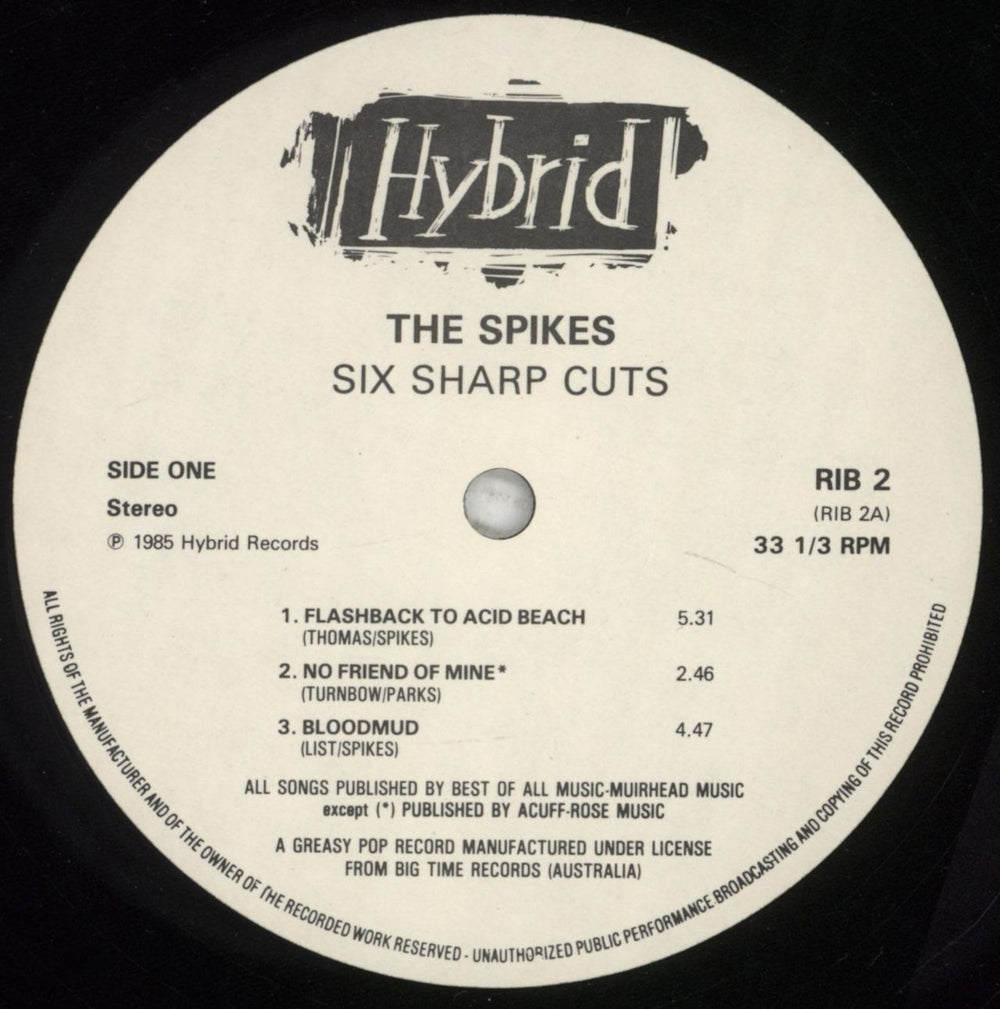 Hybrid
THE SPIKES
SIX SHARP CUTS
SIDE ONE
Stereo
℗ 1985 Hybrid Records
RIB 2
(RIB 2A)
33 1/3 RPM
1. FLASHBACK TO ACID BEACH 5.31
(THOMAS/SPIKES)
2. NO FRIEND OF MINE* 2.46
(TURNBOW/PARKS)
3. BLOODMUD 4.47
(LIST/SPIKES)
ALL SONGS PUBLISHED BY BEST OF ALL MUSIC-MUIRHEAD MUSIC
except (*) PUBLISHED BY ACUFF-ROSE MUSIC
A GREASY POP RECORD MANUFACTURED UNDER LICENSE
FROM BIG TIME RECORDS (AUSTRALIA)
ALL RIGHTS OF THE MANUFACTURER AND OF THE OWNER OF THE RECORDED WORK RESERVED - UNAUTHORIZED PUBLIC PERFORMANCE BROADCASTING AND COPYING OF THIS RECORD PROHIBITED